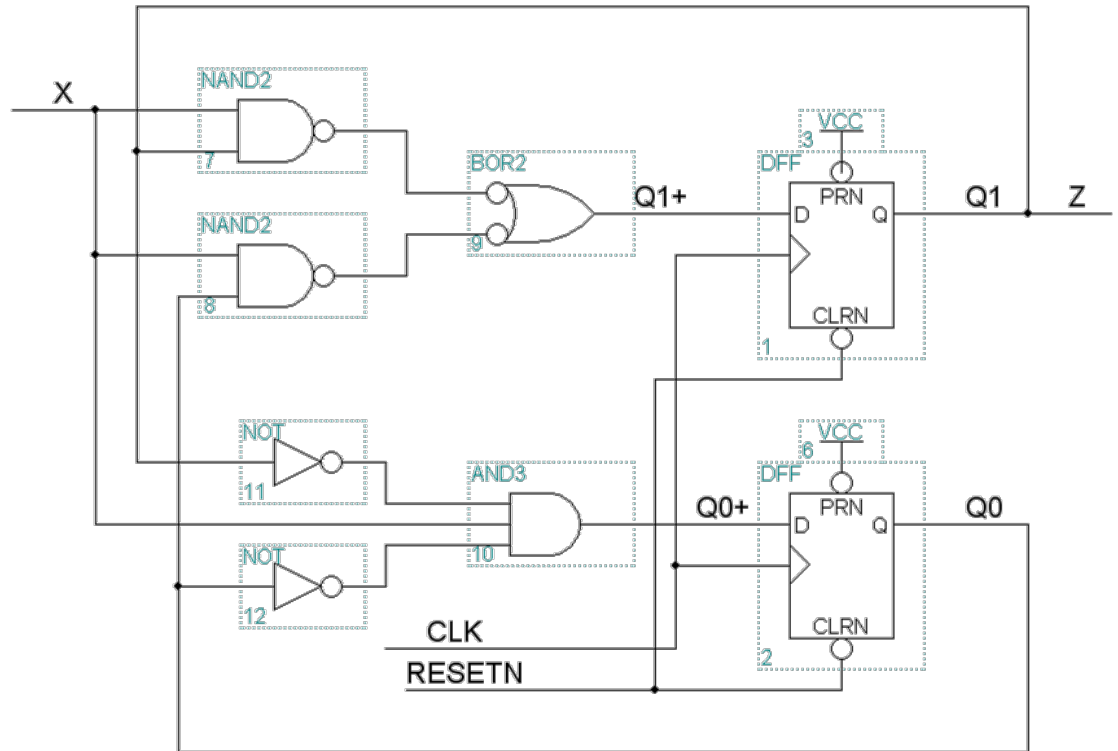 X
NAND2
7
NAND2
8
BOR2
9
Q1+
VCC
3
DFF
PRN
D
Q
CLRN
1
Q1
Z
NOT
11
NOT
12
AND3
10
Q0+
VCC
6
DFF
PRN
D
Q
CLRN
2
Q0
CLK
RESETN